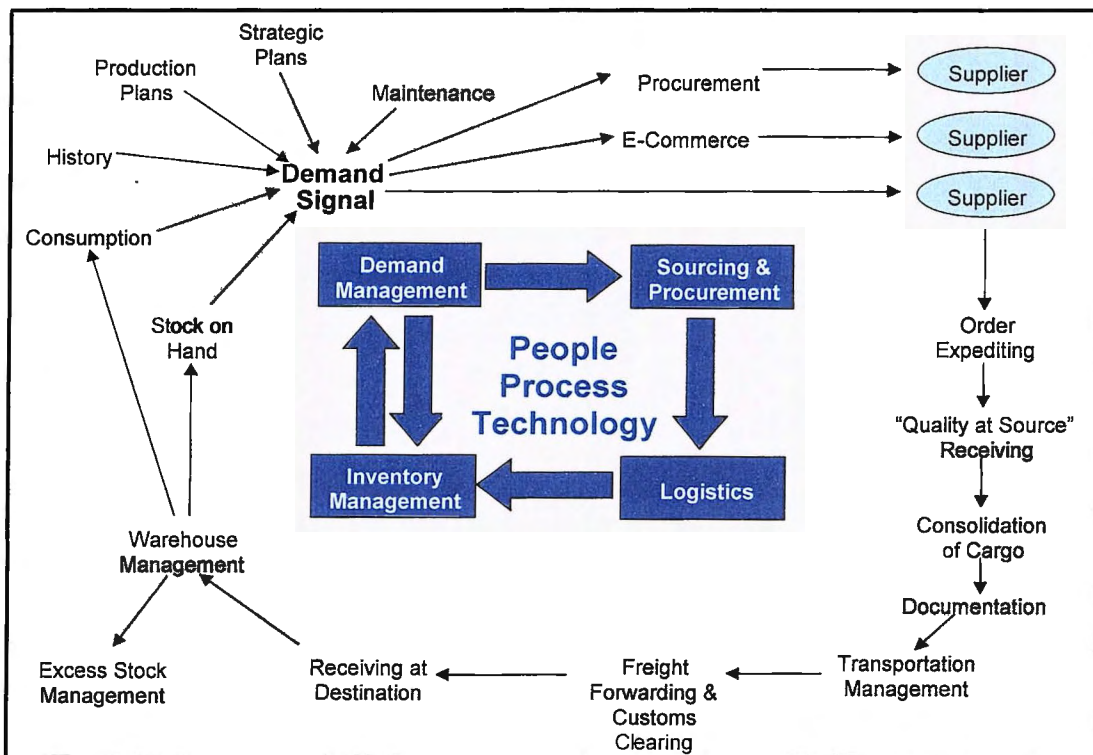 Strategic
Plans
Production
Plans
Maintenance
History
Demand
Signal
Consumption
Stock on
Hand
Procurement
E-Commerce
Supplier
Supplier
Supplier
Demand
Management
Sourcing &
Procurement
People
Process
Technology
Inventory
Management
Logistics
Order
Expediting
"Quality at Source"
Receiving
Consolidation
of Cargo
Documentation
Transportation
Management
Freight
Forwarding &
Customs
Clearing
Receiving at
Destination
Warehouse
Management
Excess Stock
Management